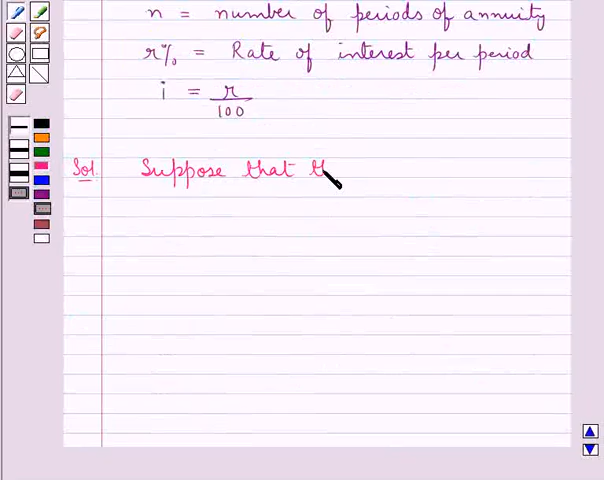 n = number of periods of annuity
r% = Rate of interest per period
i = r/100
Sol. Suppose that t